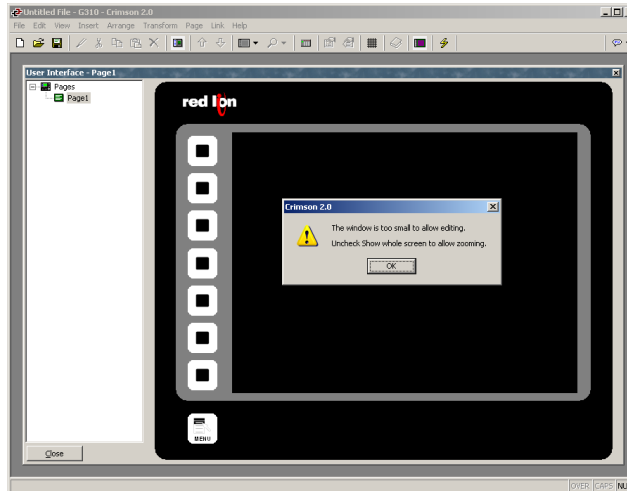 Untitled File - G310 - Crimson 2.0
File Edit View Insert Arrange Transform Page Link Help
User Interface - Page1
Pages
Page1
red lion
Crimson 2.0
The window is too small to allow editing.
Uncheck Show whole screen to allow zooming.
OK
MENU
Close
OVER CAPS NU